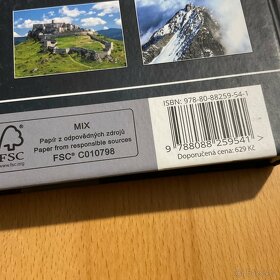 ISBN: 978-80-88259-54-1
9 788088 259541
Doporučená cena: 629 Kč
FSC
www.fsc.org
MIX
Papír z odpovědných zdrojů
Paper from responsible sources
FSC® C010798